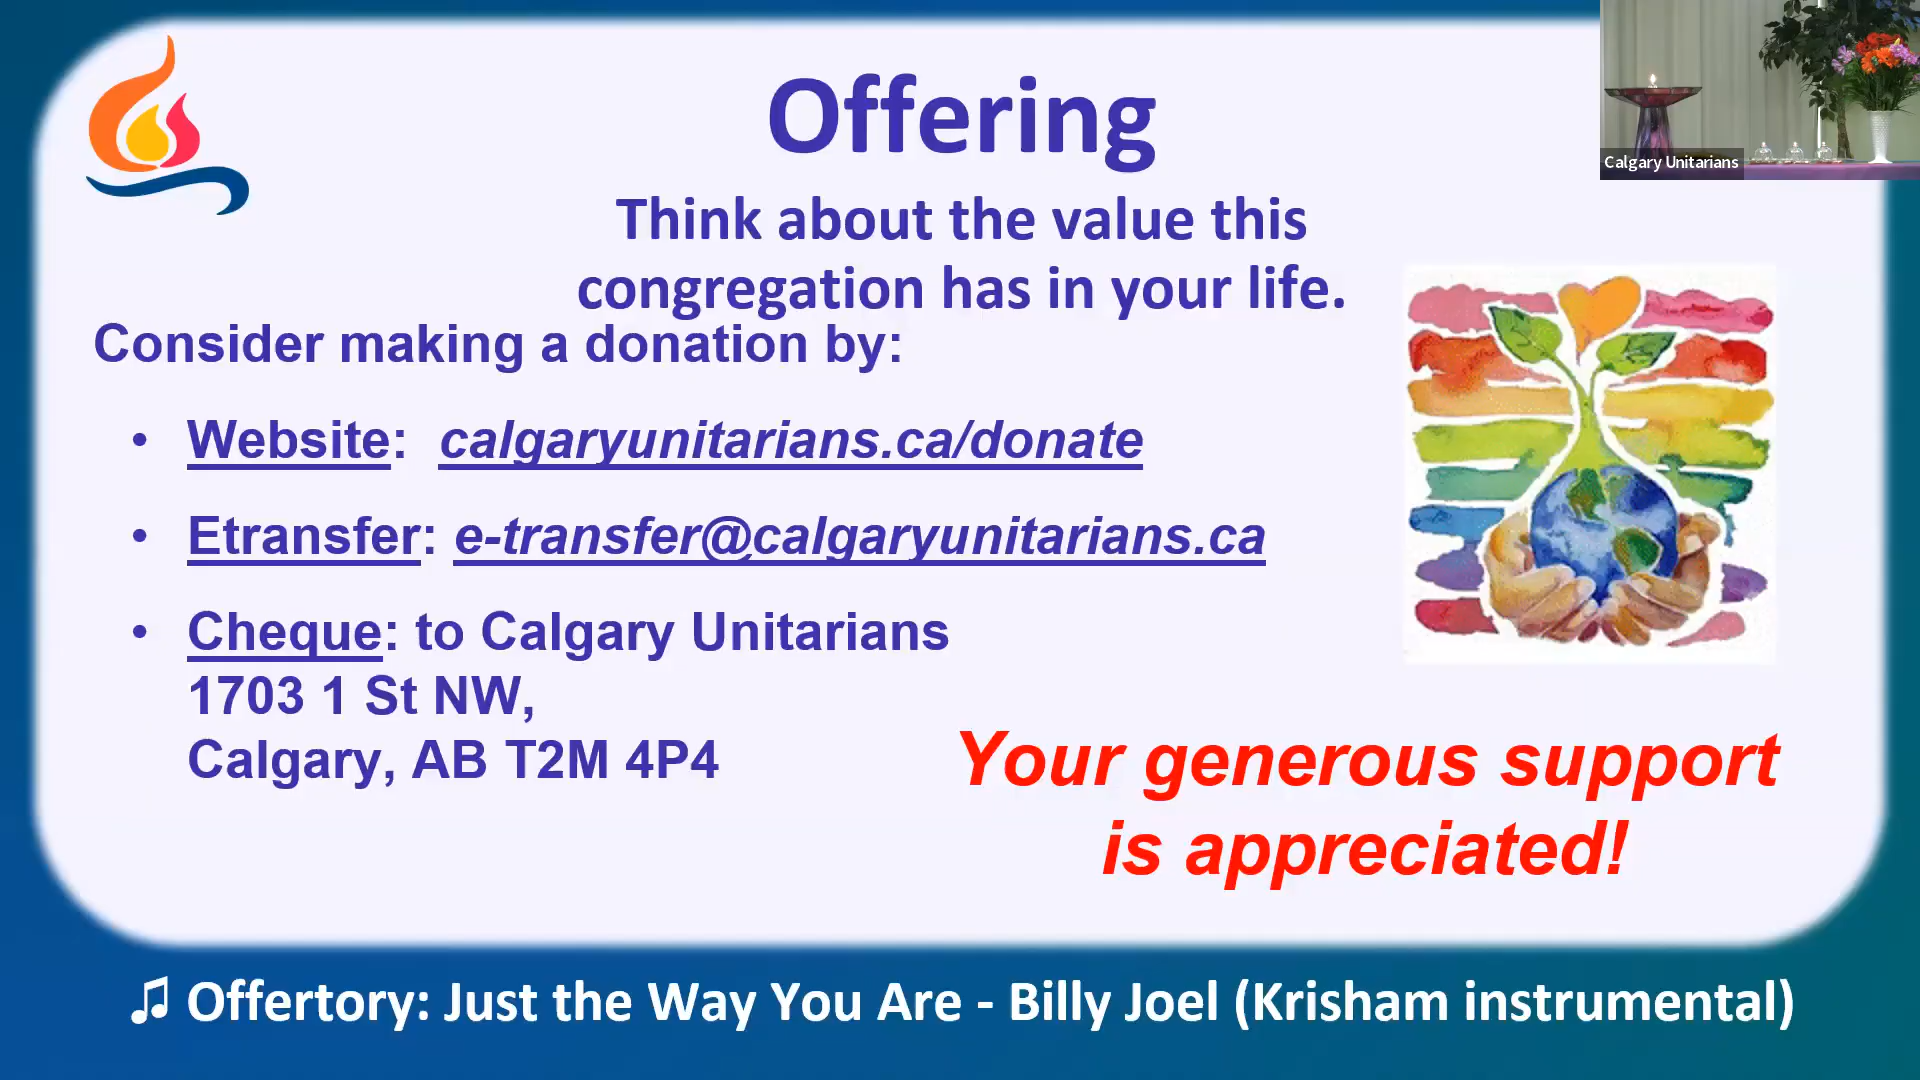 Offering
Think about the value this
congregation has in your life.
Consider making a donation by:
• Website: calgaryunitarians.ca/donate
• Etransfer: e-transfer@calgaryunitarians.ca
• Cheque: to Calgary Unitarians
1703 1 St NW,
Calgary, AB T2M 4P4
Your generous support
is appreciated!
♫ Offertory: Just the Way You Are - Billy Joel (Krisham instrumental)
Calgary Unitarians